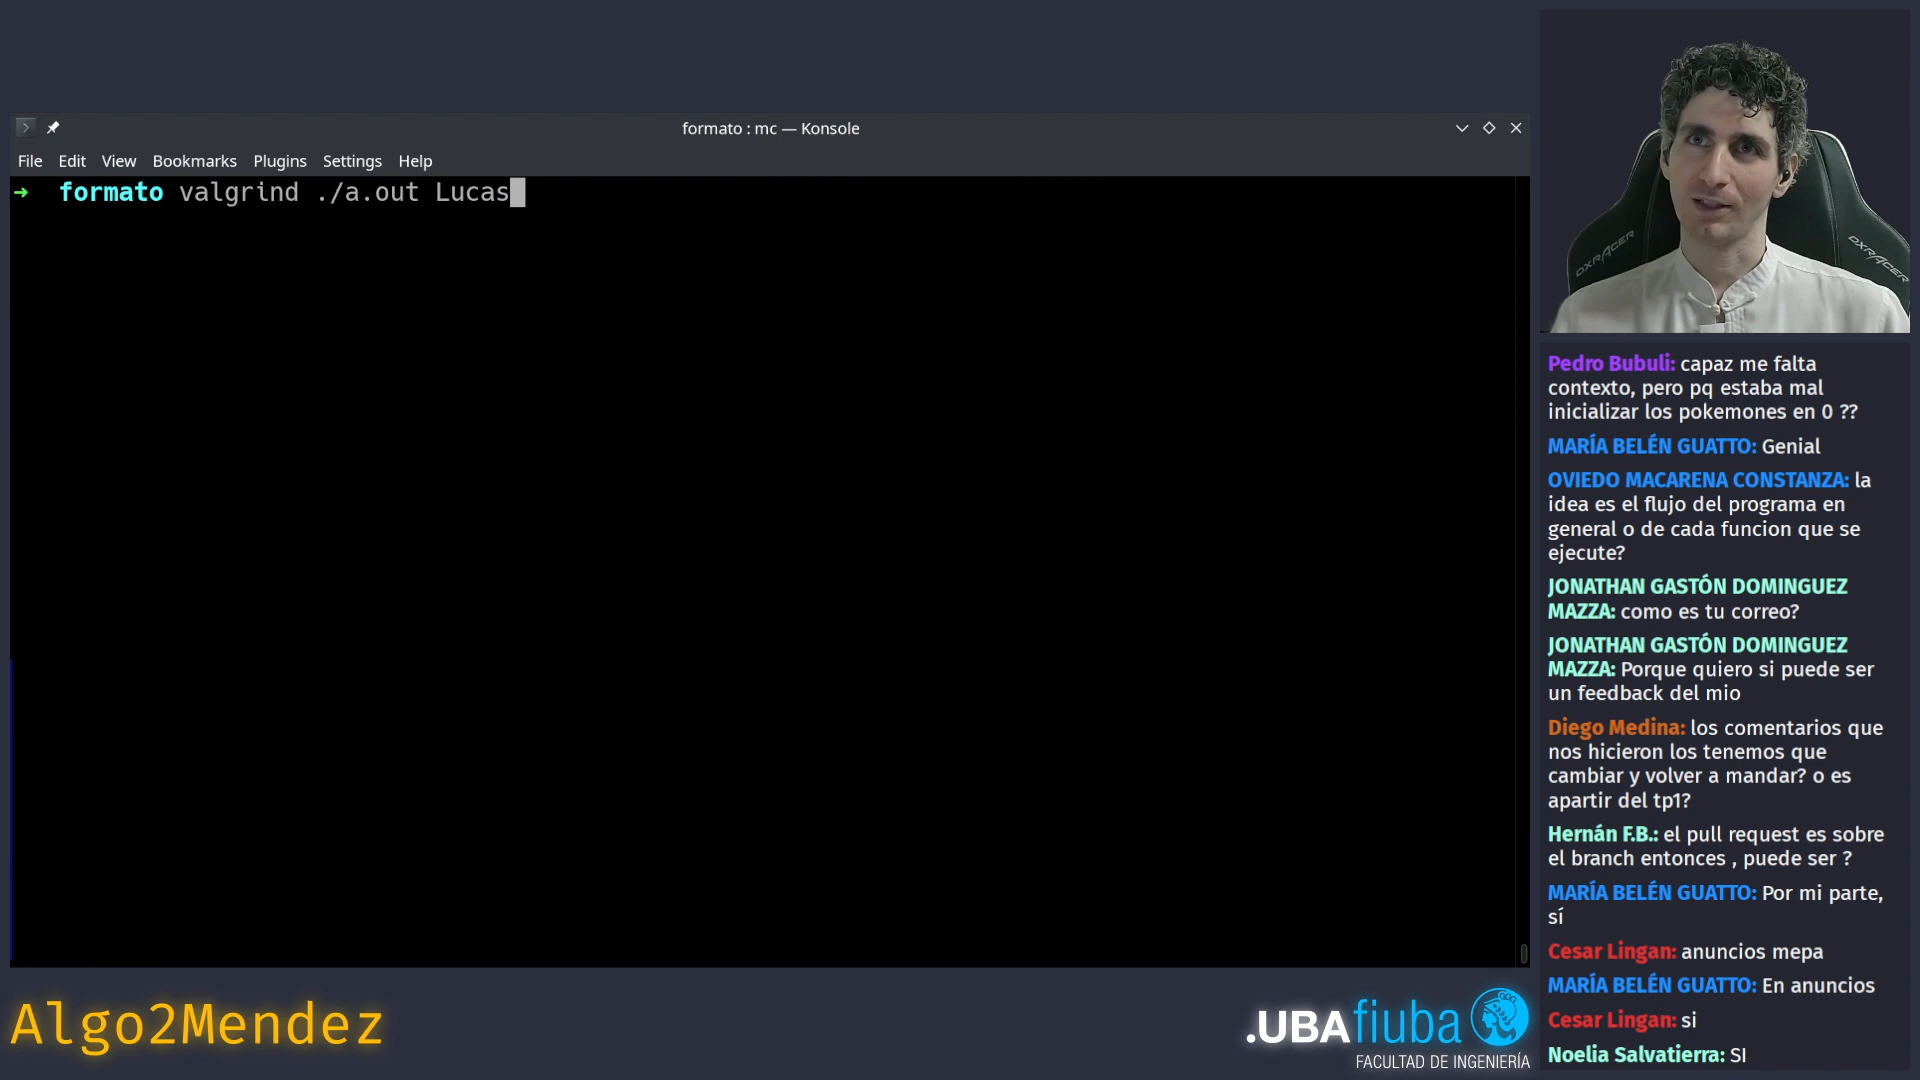 formato : mc — Konsole
File Edit View Bookmarks Plugins Settings Help
➜ formato valgrind ./a.out Lucas
DXRACER
DXRACER
Pedro Bubuli: capaz me falta
contexto, pero pq estaba mal
inicializar los pokemones en 0 ??
MARÍA BELÉN GUATTO: Genial
OVIEDO MACARENA CONSTANZA: la
idea es el flujo del programa en
general o de cada funcion que se
ejecute?
JONATHAN GASTÓN DOMINGUEZ
MAZZA: como es tu correo?
JONATHAN GASTÓN DOMINGUEZ
MAZZA: Porque quiero si puede ser
un feedback del mio
Diego Medina: los comentarios que
nos hicieron los tenemos que
cambiar y volver a mandar? o es
apartir del tp1?
Hernán F.B.: el pull request es sobre
el branch entonces , puede ser ?
MARÍA BELÉN GUATTO: Por mi parte,
sí
Cesar Lingan: anuncios mepa
MARÍA BELÉN GUATTO: En anuncios
Cesar Lingan: si
Noelia Salvatierra: SI
Algo2Mendez
.UBAfiuba
FACULTAD DE INGENIERÍA